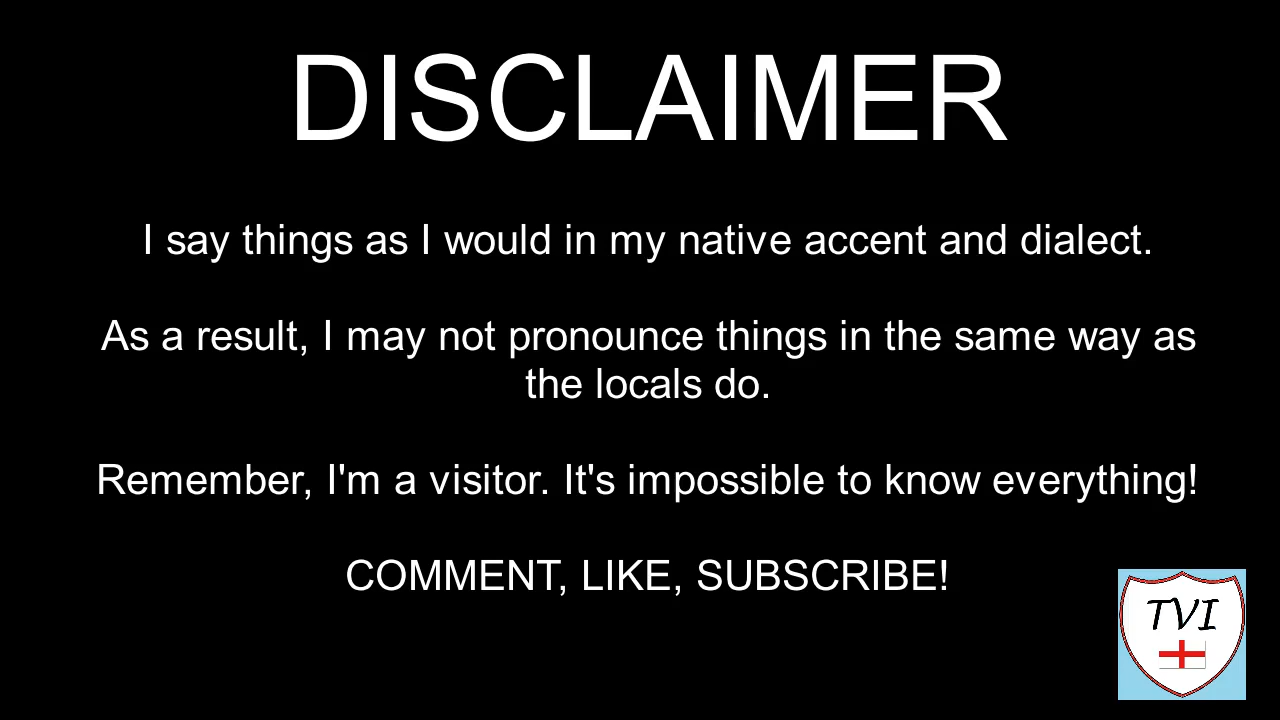 DISCLAIMER
I say things as I would in my native accent and dialect.
As a result, I may not pronounce things in the same way as
the locals do.
Remember, I'm a visitor. It's impossible to know everything!
COMMENT, LIKE, SUBSCRIBE!
TVI